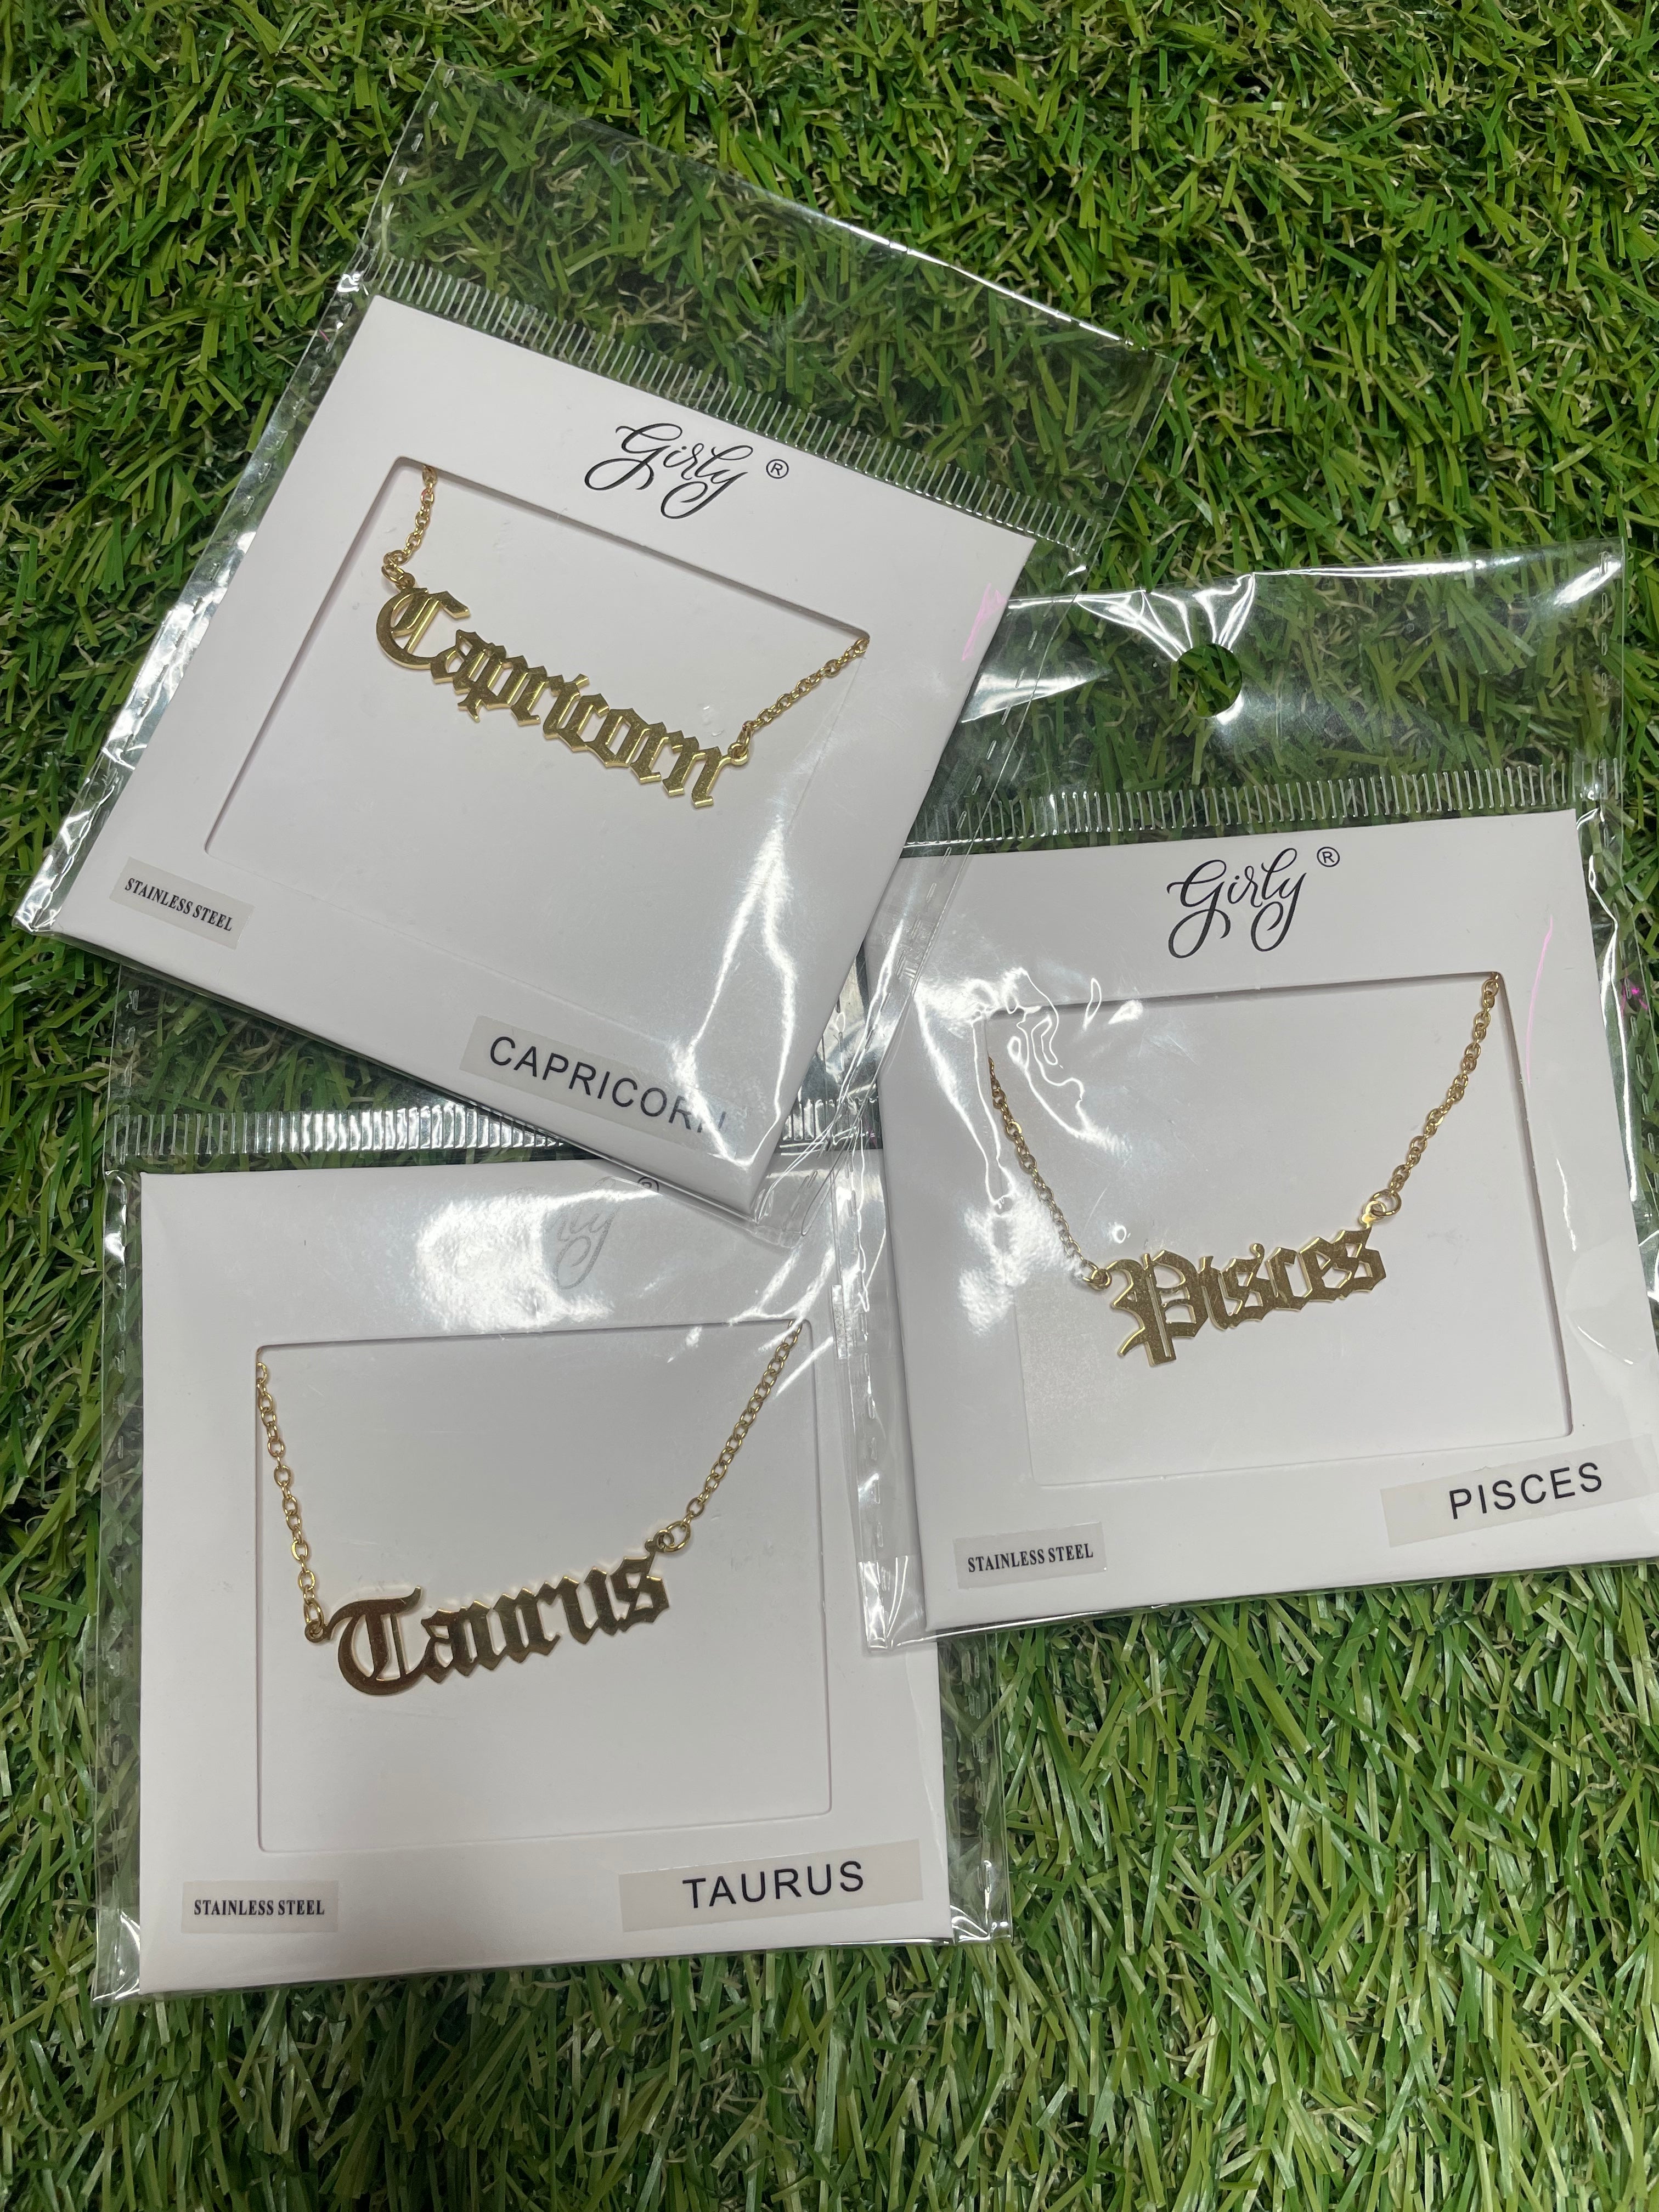 Girly ®
Capricorn
STAINLESS STEEL
CAPRICORN
Girly ®
Pisces
PISCES
STAINLESS STEEL
Taurus
TAURUS
STAINLESS STEEL